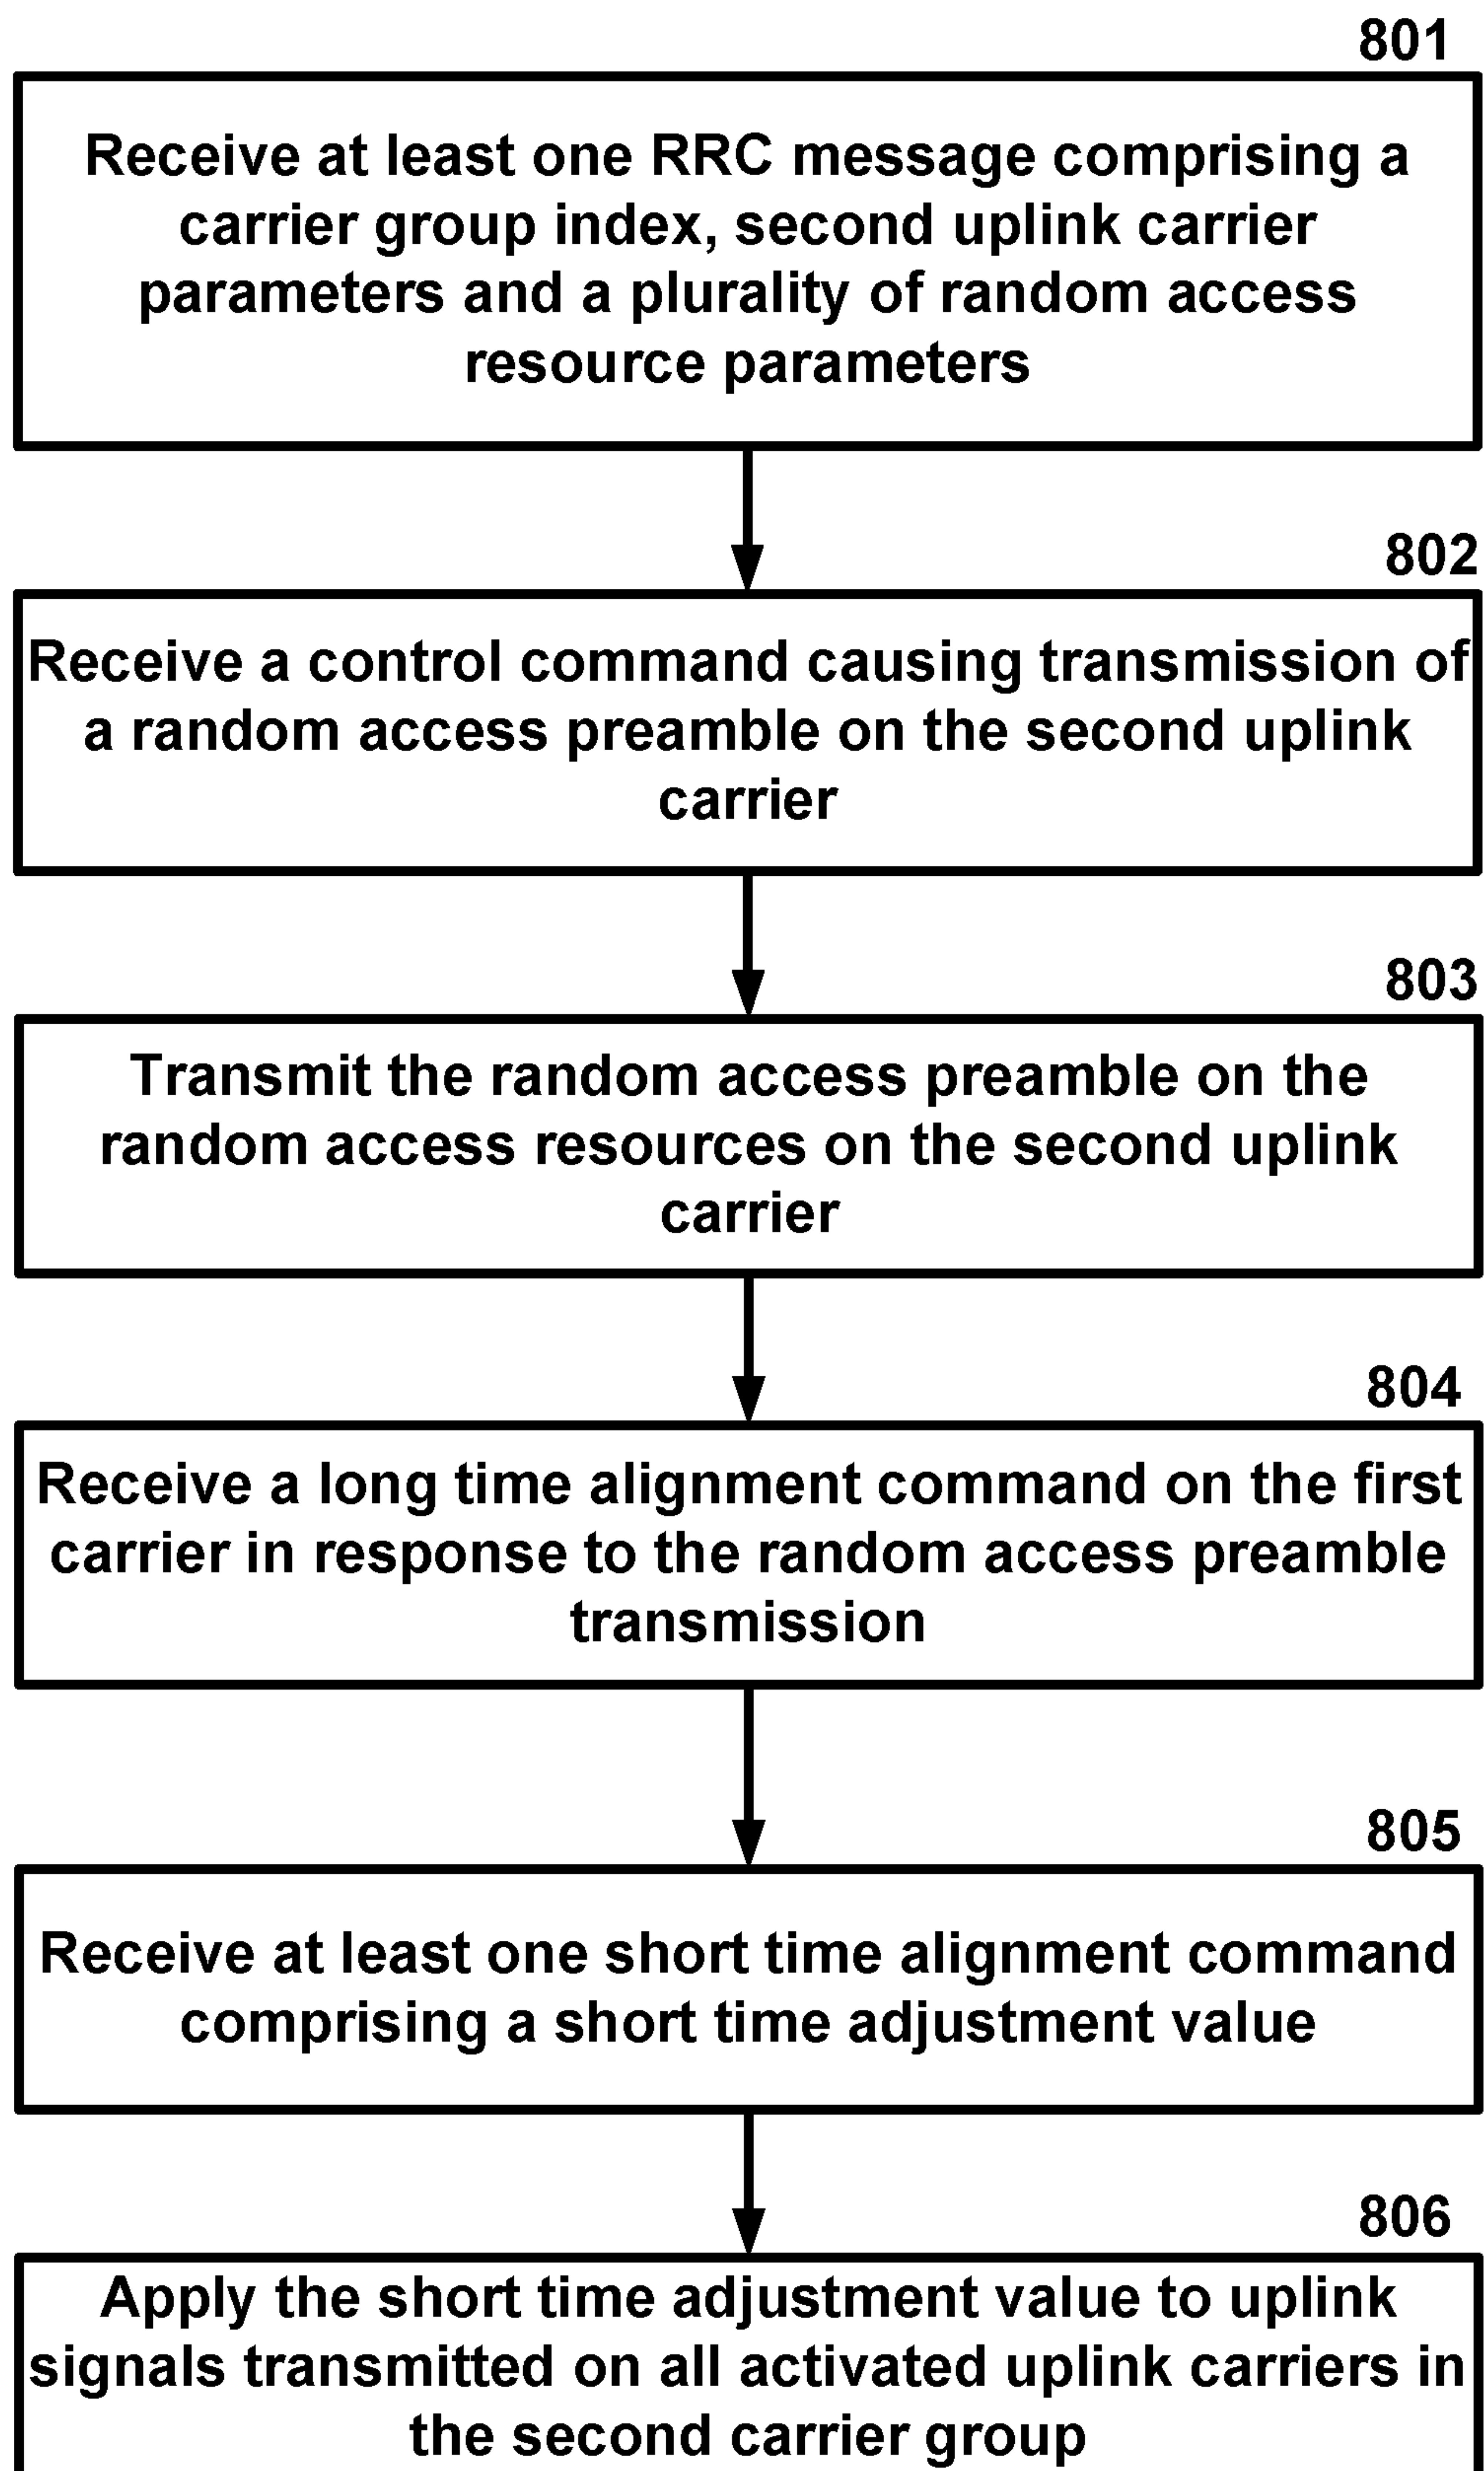 801
Receive at least one RRC message comprising a
carrier group index, second uplink carrier
parameters and a plurality of random access
resource parameters
802
Receive a control command causing transmission of
a random access preamble on the second uplink
carrier
803
Transmit the random access preamble on the
random access resources on the second uplink
carrier
804
Receive a long time alignment command on the first
carrier in response to the random access preamble
transmission
805
Receive at least one short time alignment command
comprising a short time adjustment value
806
Apply the short time adjustment value to uplink
signals transmitted on all activated uplink carriers in
the second carrier group